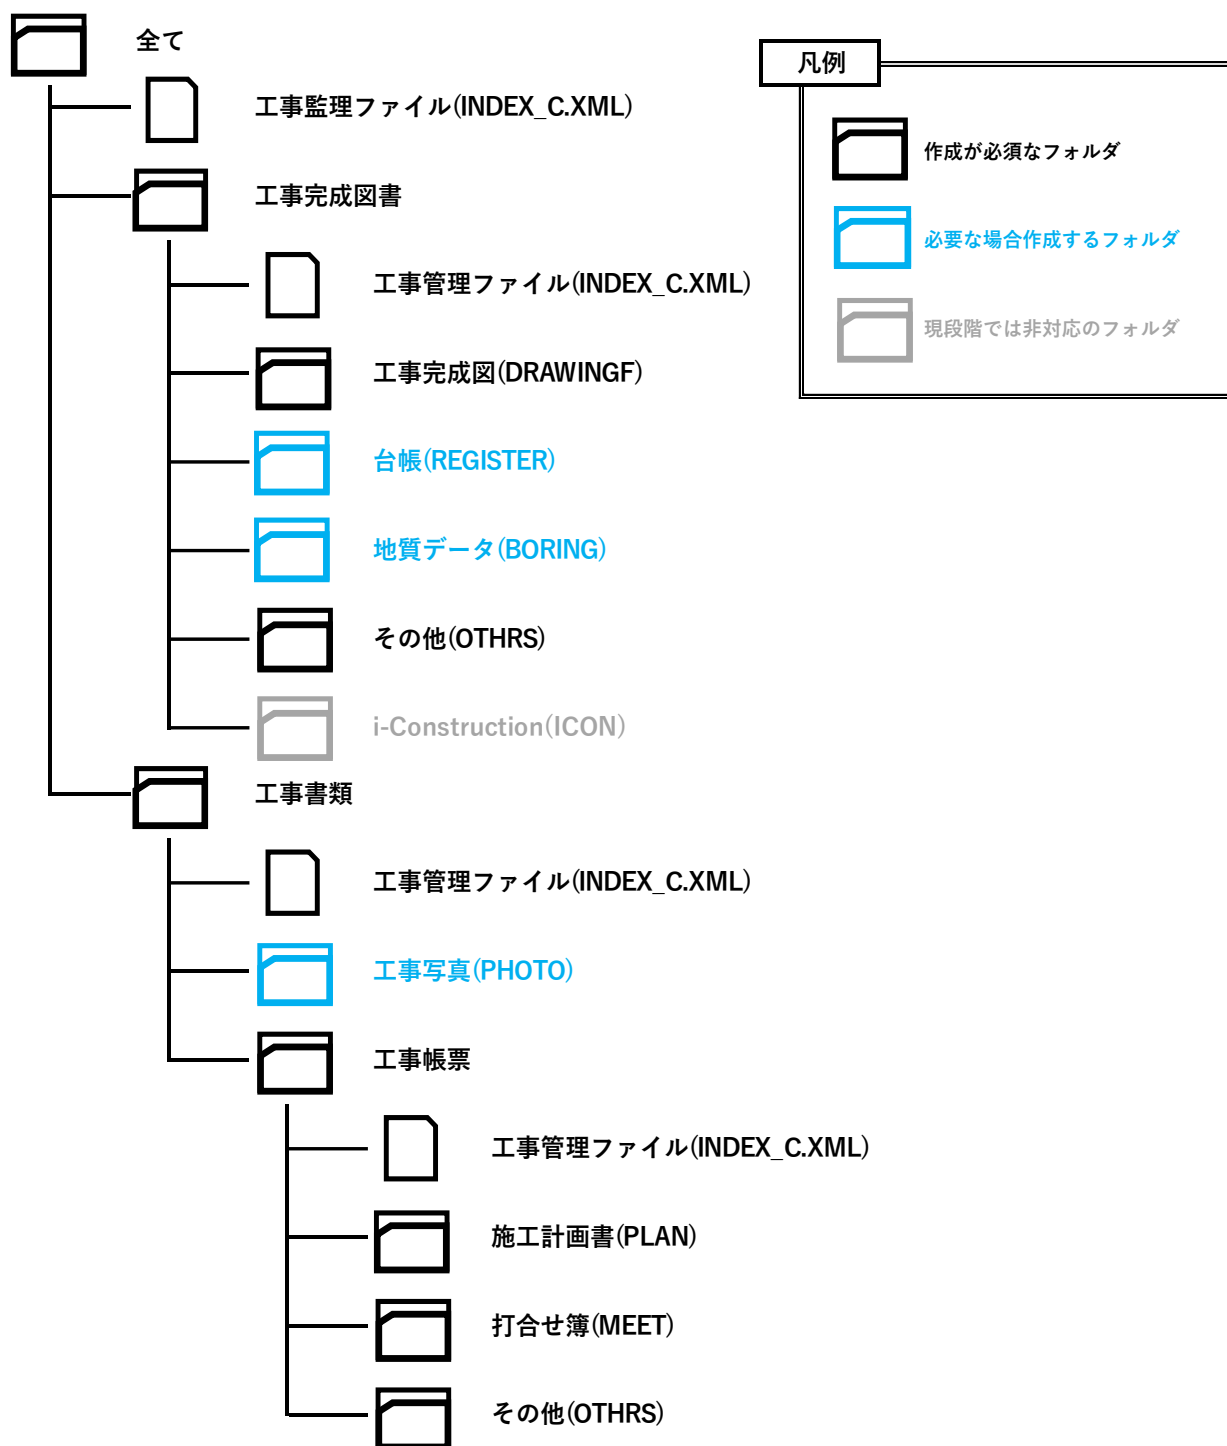 全て
工事監理ファイル(INDEX_C.XML)
工事完成図書
工事管理ファイル(INDEX_C.XML)
工事完成図(DRAWINGF)
台帳(REGISTER)
地質データ(BORING)
その他(OTHRS)
i-Construction(ICON)
工事書類
工事管理ファイル(INDEX_C.XML)
工事写真(PHOTO)
工事帳票
工事管理ファイル(INDEX_C.XML)
施工計画書(PLAN)
打合せ簿(MEET)
その他(OTHRS)
凡例
作成が必須なフォルダ
必要な場合作成するフォルダ
現段階では非対応のフォルダ